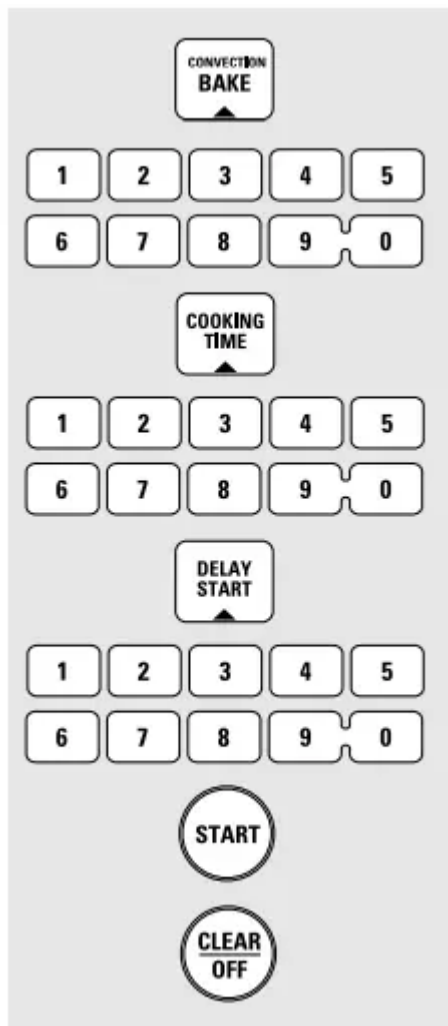 CONVECTION
BAKE
1 2 3 4 5
6 7 8 9 0
COOKING
TIME
1 2 3 4 5
6 7 8 9 0
DELAY
START
1 2 3 4 5
6 7 8 9 0
START
CLEAR
OFF